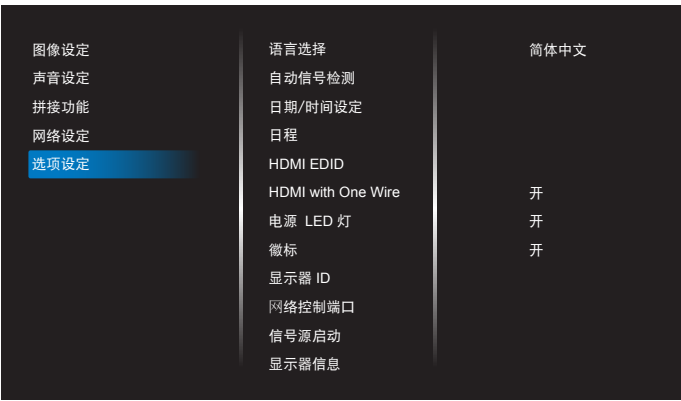 图像设定
声音设定
拼接功能
网络设定
选项设定
语言选择 简体中文
自动信号检测
日期/时间设定
日程
HDMI EDID
HDMI with One Wire 开
电源 LED 灯 开
徽标 开
显示器 ID
网络控制端口
信号源启动
显示器信息